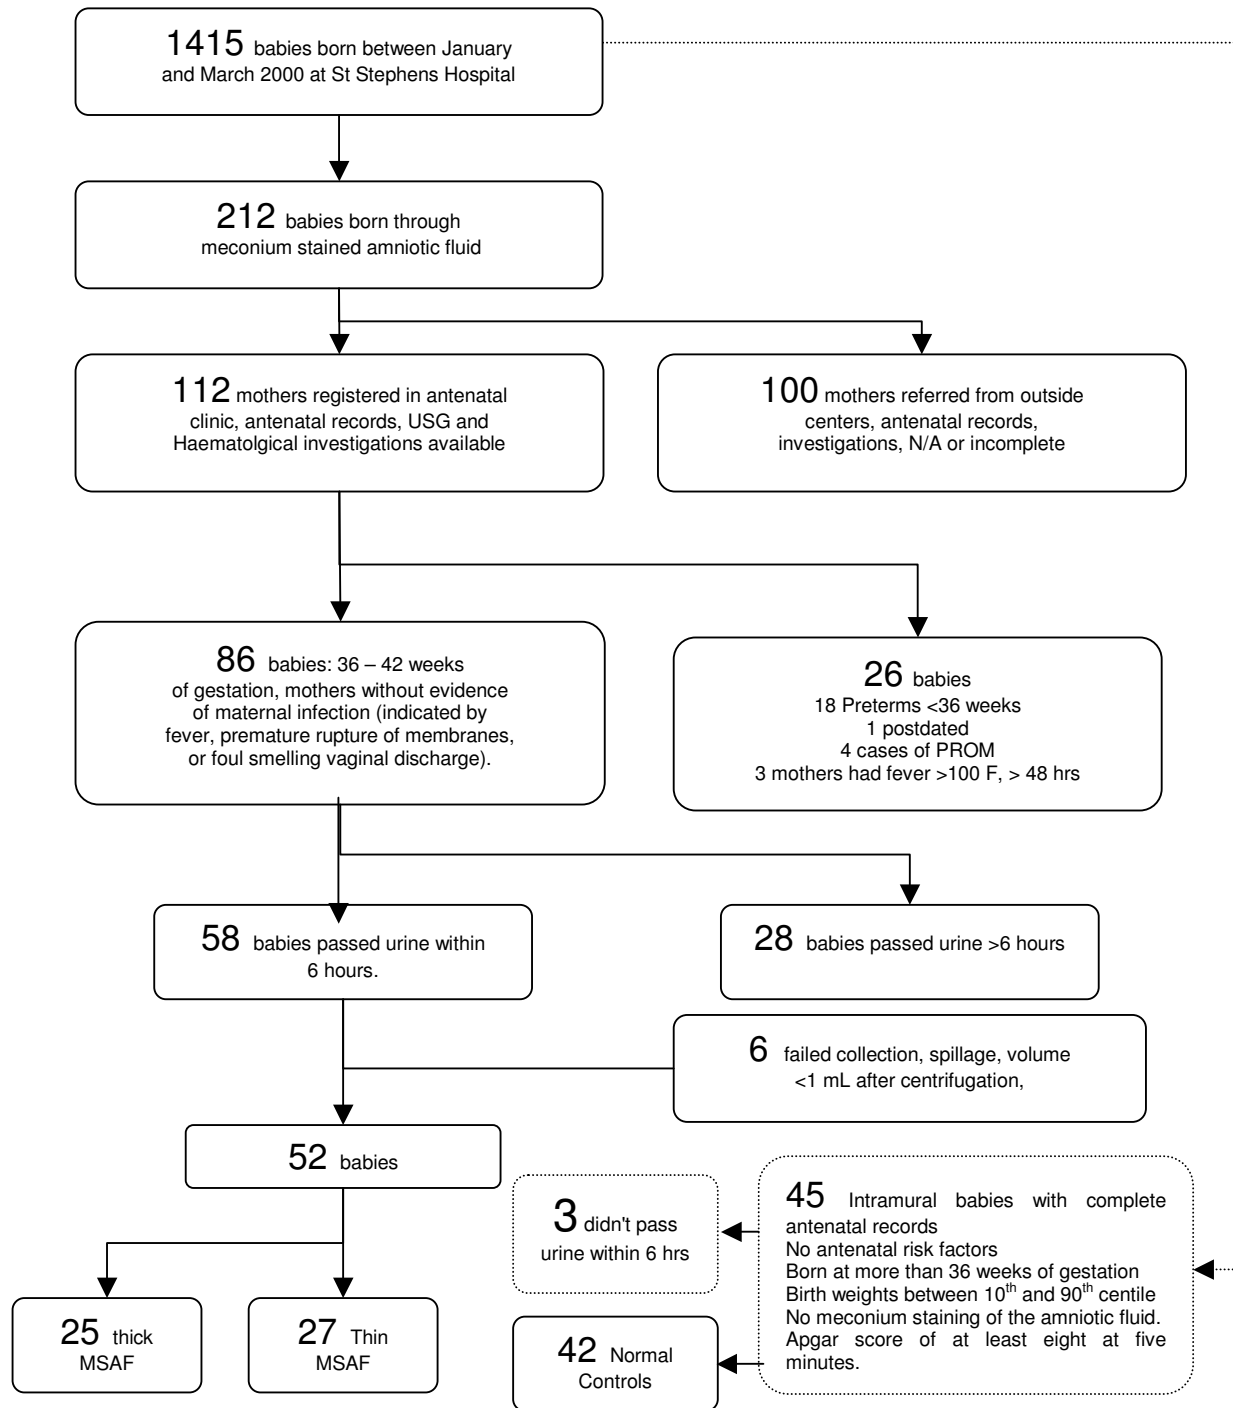 1415 babies born between January
and March 2000 at St Stephens Hospital
212 babies born through
meconium stained amniotic fluid
112 mothers registered in antenatal
clinic, antenatal records, USG and
Haematolgical investigations available
100 mothers referred from outside
centers, antenatal records,
investigations, N/A or incomplete
86 babies: 36 – 42 weeks
of gestation, mothers without evidence
of maternal infection (indicated by
fever, premature rupture of membranes,
or foul smelling vaginal discharge).
26 babies
18 Preterms <36 weeks
1 postdated
4 cases of PROM
3 mothers had fever >100 F, > 48 hrs
58 babies passed urine within
6 hours.
28 babies passed urine >6 hours
6 failed collection, spillage, volume
<1 mL after centrifugation,
52 babies
3 didn't pass
urine within 6 hrs
45 Intramural babies with complete
antenatal records
No antenatal risk factors
Born at more than 36 weeks of gestation
Birth weights between 10th and 90th centile
No meconium staining of the amniotic fluid.
Apgar score of at least eight at five
minutes.
25 thick
MSAF
27 Thin
MSAF
42 Normal
Controls